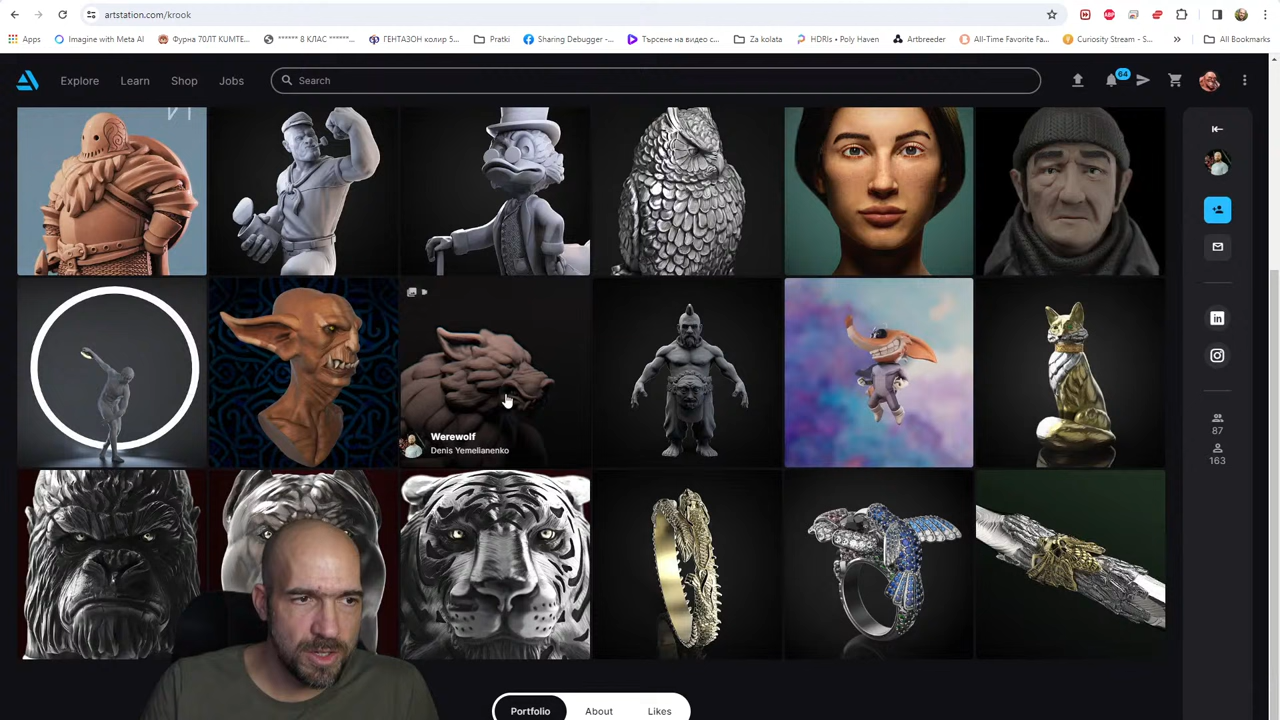 artstation.com/krook
Apps
Imagine with Meta AI
Фурна 70ЛТ KUMTE...
****** 8 КЛАС ******...
ГЕНТАЗОН колир 5...
Pratki
Sharing Debugger -...
Търсене на видео с...
Za kolata
HDRIs • Poly Haven
Artbreeder
All-Time Favorite Fa...
Curiosity Stream - S...
»
All Bookmarks
Explore
Learn
Shop
Jobs
Search
64
Werewolf
Denis Yemelianenko
87
163
Portfolio
About
Likes